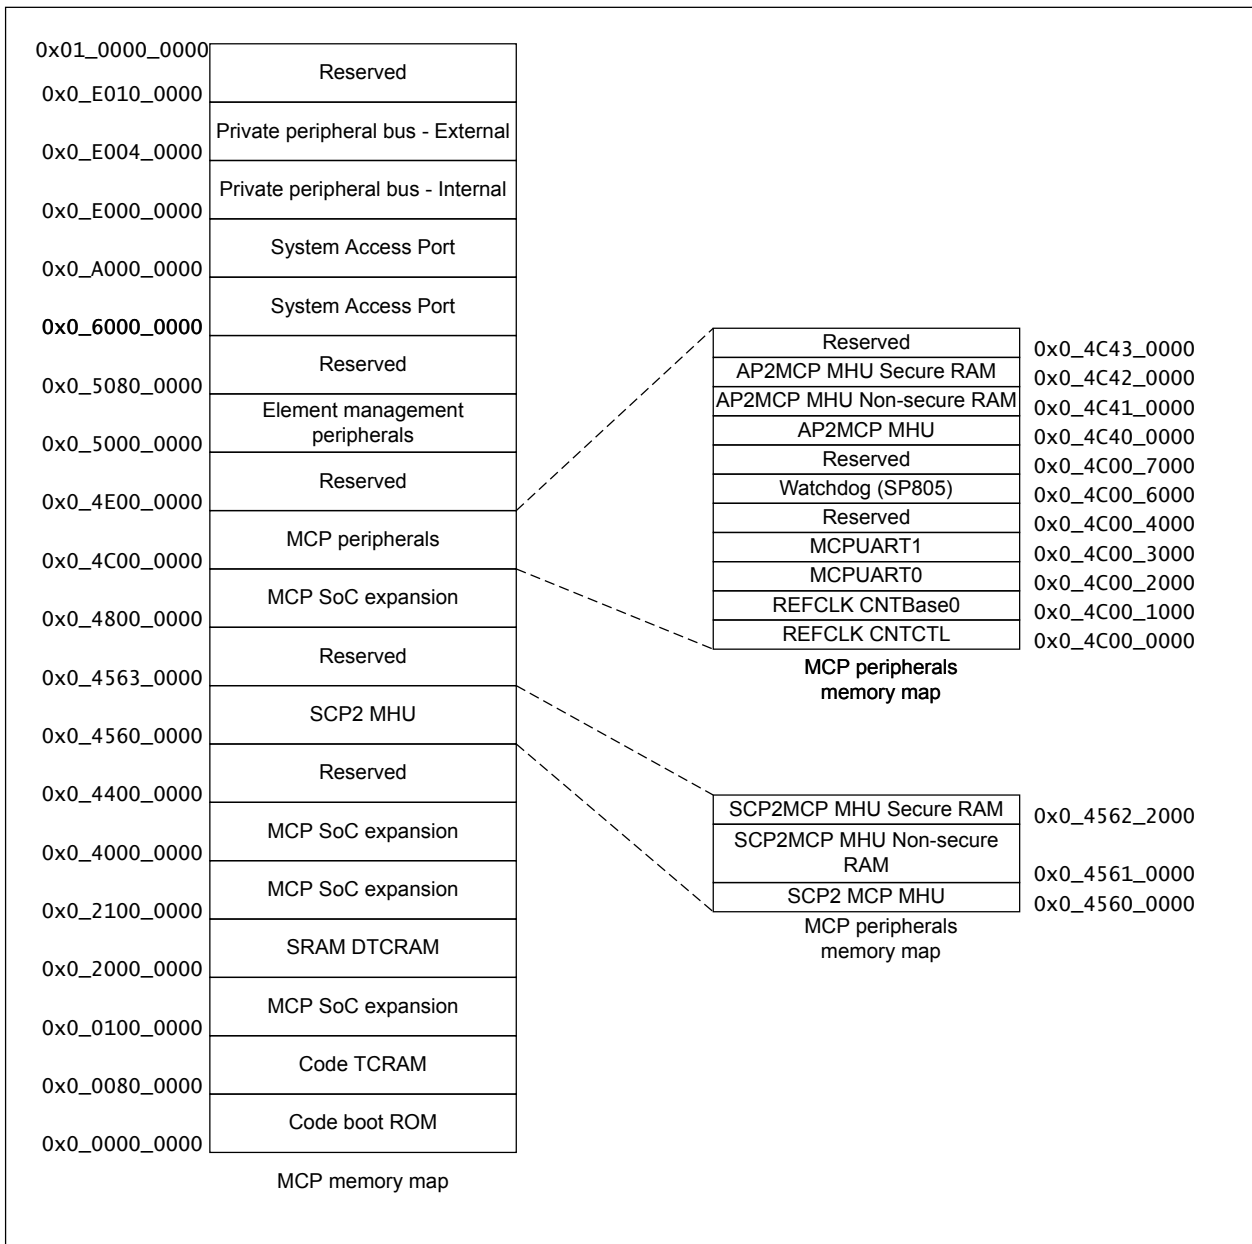 0x01_0000_0000
Reserved
0x0_E010_0000
Private peripheral bus - External
0x0_E004_0000
Private peripheral bus - Internal
0x0_E000_0000
System Access Port
0x0_A000_0000
System Access Port
0x0_6000_0000
Reserved
0x0_5080_0000
Element management
peripherals
0x0_5000_0000
Reserved
0x0_4E00_0000
MCP peripherals
0x0_4C00_0000
MCP SoC expansion
0x0_4800_0000
Reserved
0x0_4563_0000
SCP2 MHU
0x0_4560_0000
Reserved
0x0_4400_0000
MCP SoC expansion
0x0_4000_0000
MCP SoC expansion
0x0_2100_0000
SRAM DTCRAM
0x0_2000_0000
MCP SoC expansion
0x0_0100_0000
Code TCRAM
0x0_0080_0000
Code boot ROM
0x0_0000_0000
MCP memory map
Reserved
0x0_4C43_0000
AP2MCP MHU Secure RAM
0x0_4C42_0000
AP2MCP MHU Non-secure RAM
0x0_4C41_0000
AP2MCP MHU
0x0_4C40_0000
Reserved
0x0_4C00_7000
Watchdog (SP805)
0x0_4C00_6000
Reserved
0x0_4C00_4000
MCPUART1
0x0_4C00_3000
MCPUART0
0x0_4C00_2000
REFCLK CNTBase0
0x0_4C00_1000
REFCLK CNTCTL
0x0_4C00_0000
MCP peripherals
memory map
SCP2MCP MHU Secure RAM
0x0_4562_2000
SCP2MCP MHU Non-secure
RAM
0x0_4561_0000
SCP2 MCP MHU
0x0_4560_0000
MCP peripherals
memory map